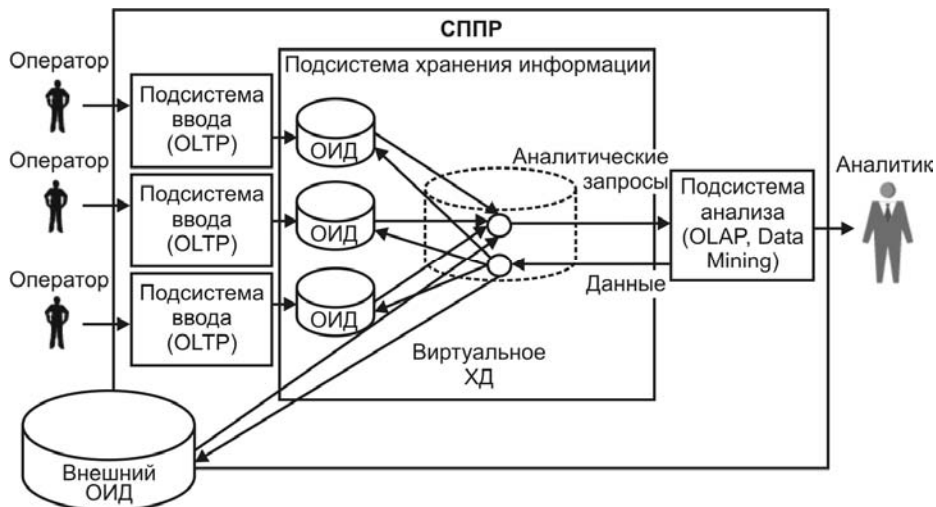 СППР
Оператор
Подсистема хранения информации
Подсистема
ввода
(OLTP)
ОИД
Оператор
Подсистема
ввода
(OLTP)
ОИД
Оператор
Подсистема
ввода
(OLTP)
ОИД
Аналитические
запросы
Данные
Виртуальное
ХД
Подсистема
анализа
(OLAP, Data
Mining)
Аналитик
Внешний
ОИД